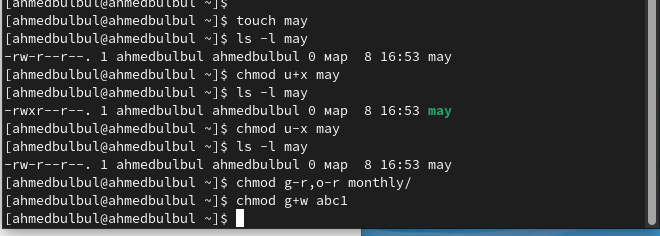 [ahmedbulbul@ahmedbulbul ~]$
[ahmedbulbul@ahmedbulbul ~]$ touch may
[ahmedbulbul@ahmedbulbul ~]$ ls -l may
-rw-r--r--. 1 ahmedbulbul ahmedbulbul 0 мар  8 16:53 may
[ahmedbulbul@ahmedbulbul ~]$ chmod u+x may
[ahmedbulbul@ahmedbulbul ~]$ ls -l may
-rwxr--r--. 1 ahmedbulbul ahmedbulbul 0 мар  8 16:53 may
[ahmedbulbul@ahmedbulbul ~]$ chmod u-x may
[ahmedbulbul@ahmedbulbul ~]$ ls -l may
-rw-r--r--. 1 ahmedbulbul ahmedbulbul 0 мар  8 16:53 may
[ahmedbulbul@ahmedbulbul ~]$ chmod g-r,o-r monthly/
[ahmedbulbul@ahmedbulbul ~]$ chmod g+w abc1
[ahmedbulbul@ahmedbulbul ~]$